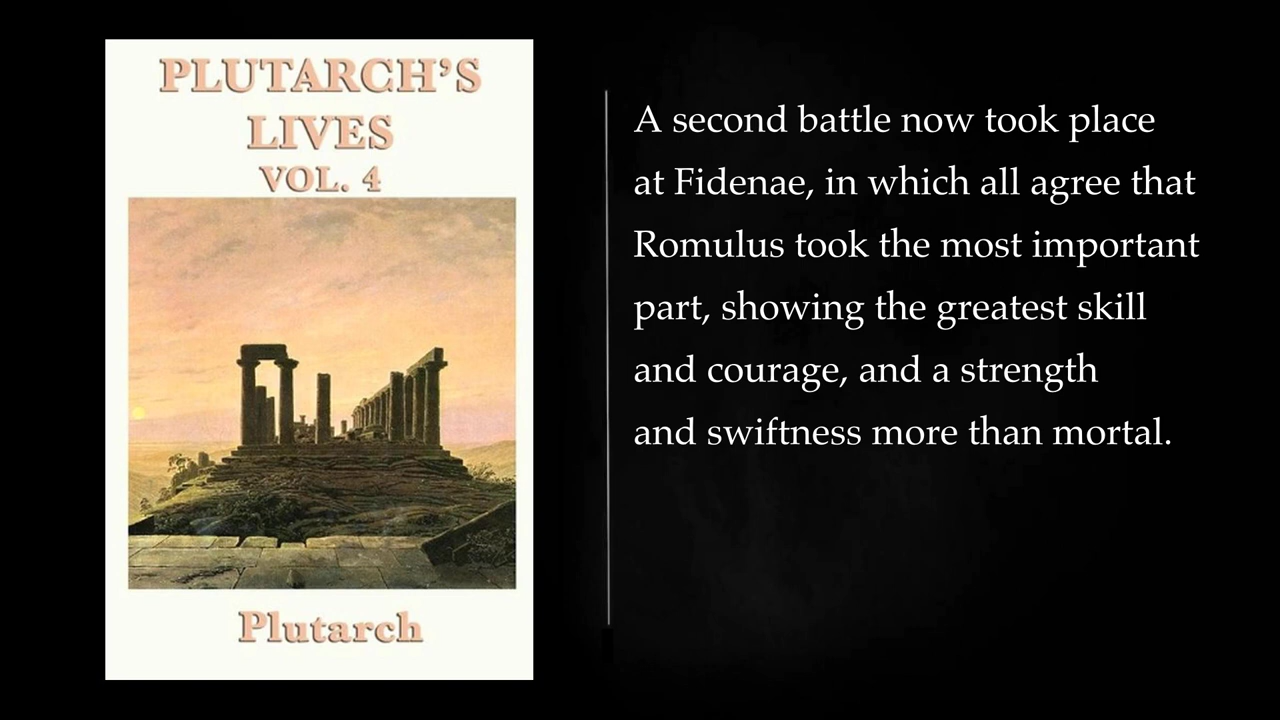 PLUTARCH'S
LIVES
VOL. 4
Plutarch
A second battle now took place
at Fidenae, in which all agree that
Romulus took the most important
part, showing the greatest skill
and courage, and a strength
and swiftness more than mortal.